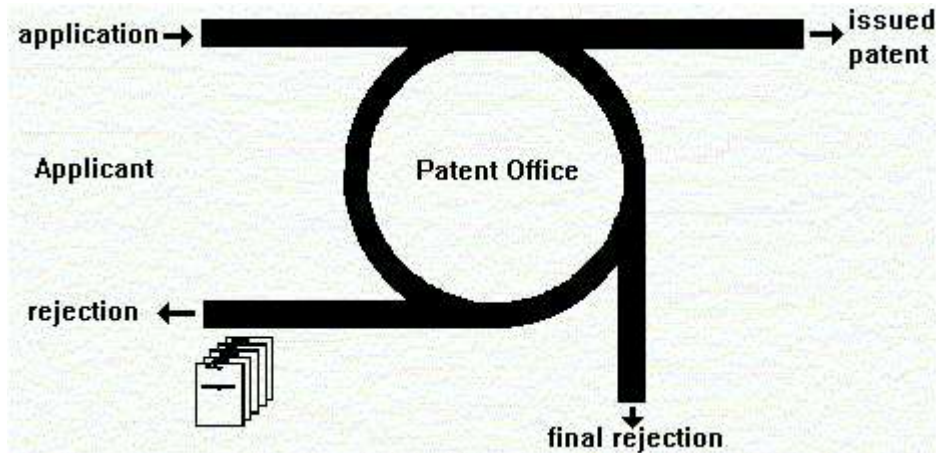 application
issued
patent
Applicant
Patent Office
rejection
final rejection